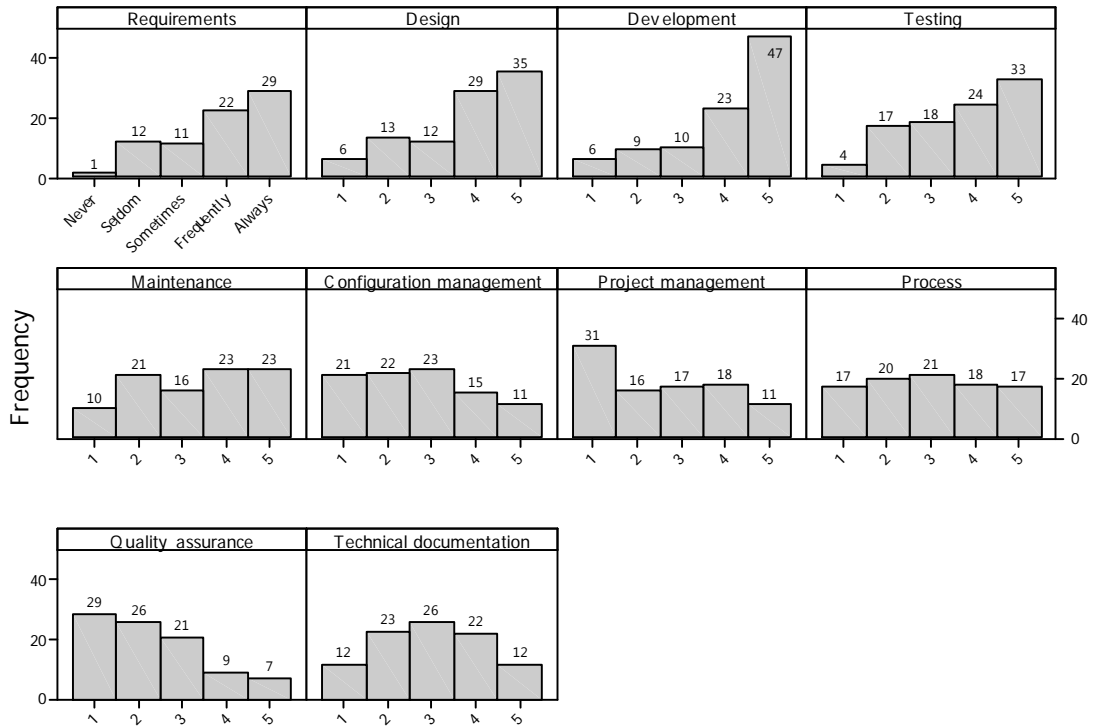 Requirements Design Development Testing
40
20
0
1 12 11 22 29
6 13 12 29 35
6 9 10 23 47
4 17 18 24 33
Never Seldom Sometimes Frequently Always
1 2 3 4 5
1 2 3 4 5
1 2 3 4 5
Frequency
Maintenance Configuration management Project management Process
10 21 16 23 23
21 22 23 15 11
31 16 17 18 11
17 20 21 18 17
40
20
0
1 2 3 4 5
1 2 3 4 5
1 2 3 4 5
1 2 3 4 5
Quality assurance Technical documentation
40
20
0
29 26 21 9 7
12 23 26 22 12
1 2 3 4 5
1 2 3 4 5